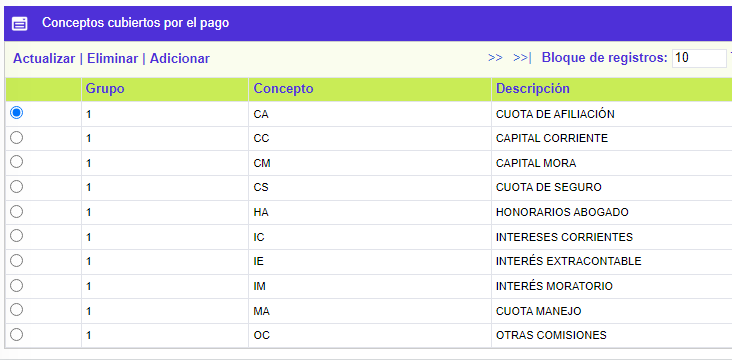 Conceptos cubiertos por el pago
Actualizar | Eliminar | Adicionar >> >>| Bloque de registros: 10
Grupo Concepto Descripción
1 CA CUOTA DE AFILIACIÓN
1 CC CAPITAL CORRIENTE
1 CM CAPITAL MORA
1 CS CUOTA DE SEGURO
1 HA HONORARIOS ABOGADO
1 IC INTERESES CORRIENTES
1 IE INTERÉS EXTRACONTABLE
1 IM INTERÉS MORATORIO
1 MA CUOTA MANEJO
1 OC OTRAS COMISIONES